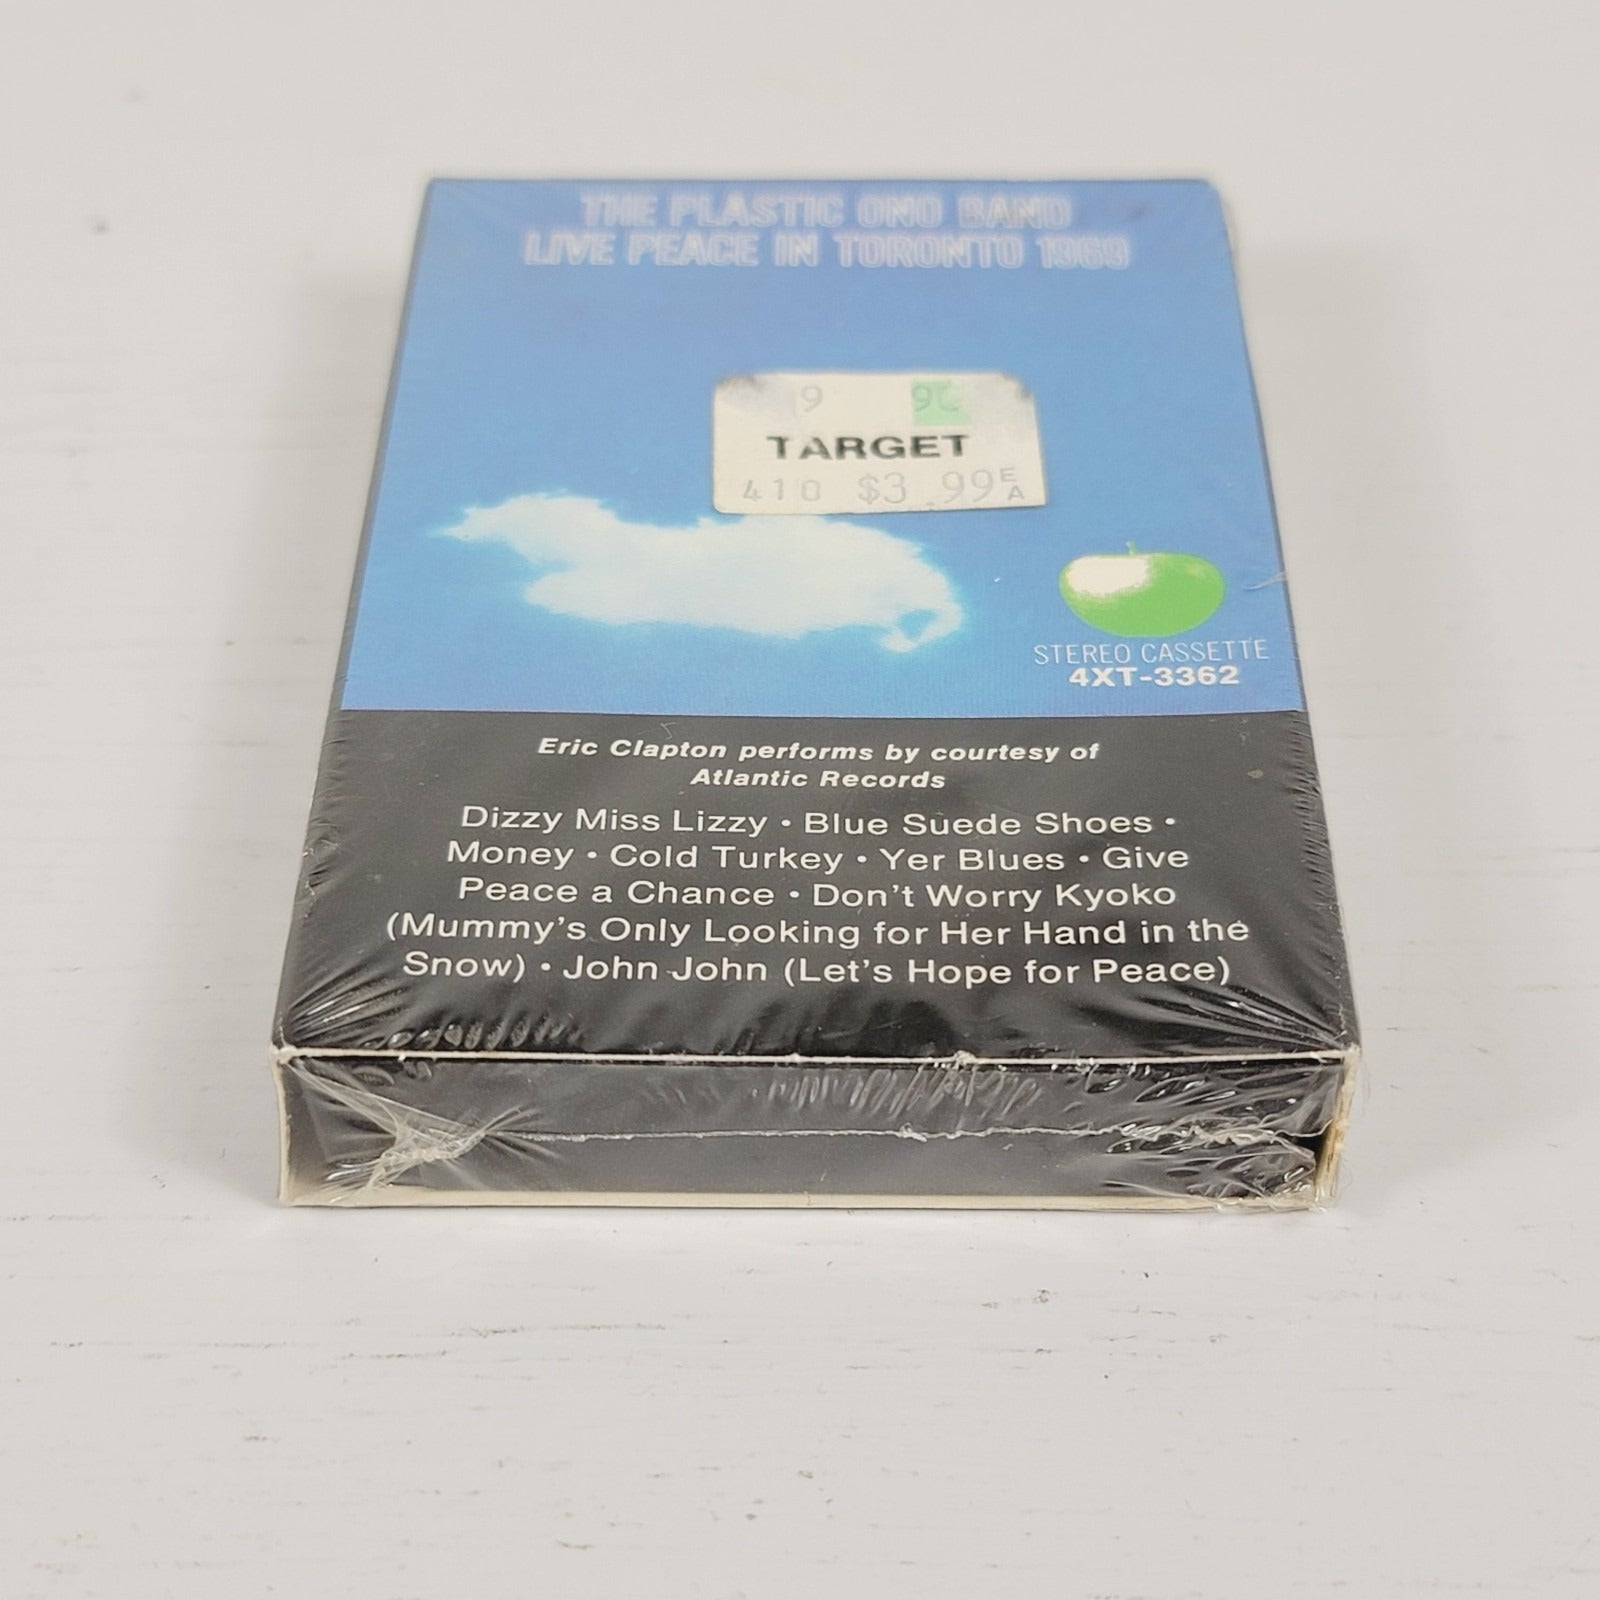 THE PLASTIC ONO BAND
LIVE PEACE IN TORONTO 1969
9
TARGET
410 $3.99 EA
STEREO CASSETTE
4XT-3362
Eric Clapton performs by courtesy of
Atlantic Records
Dizzy Miss Lizzy • Blue Suede Shoes •
Money • Cold Turkey • Yer Blues • Give
Peace a Chance • Don't Worry Kyoko
(Mummy's Only Looking for Her Hand in the
Snow) • John John (Let's Hope for Peace)